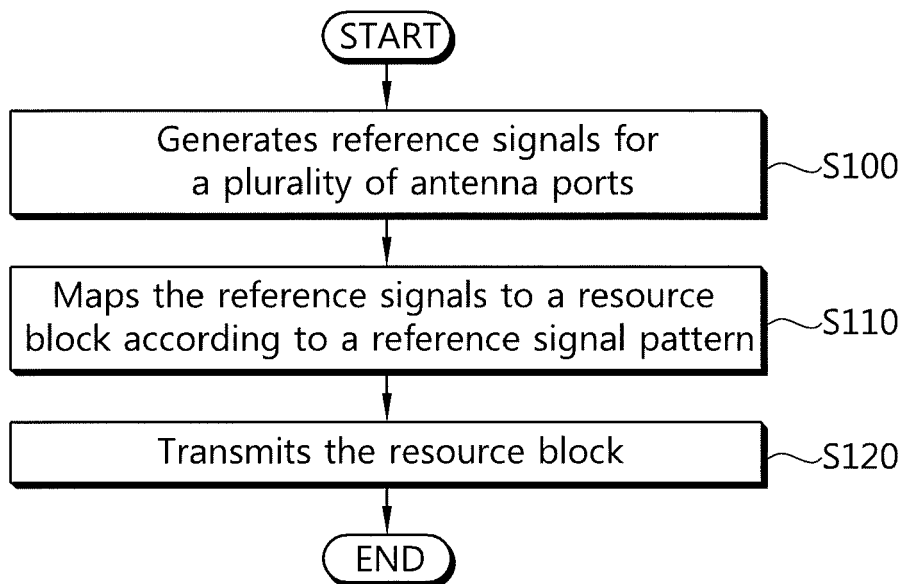 START
Generates reference signals for
a plurality of antenna ports
S100
Maps the reference signals to a resource
block according to a reference signal pattern
S110
Transmits the resource block
S120
END